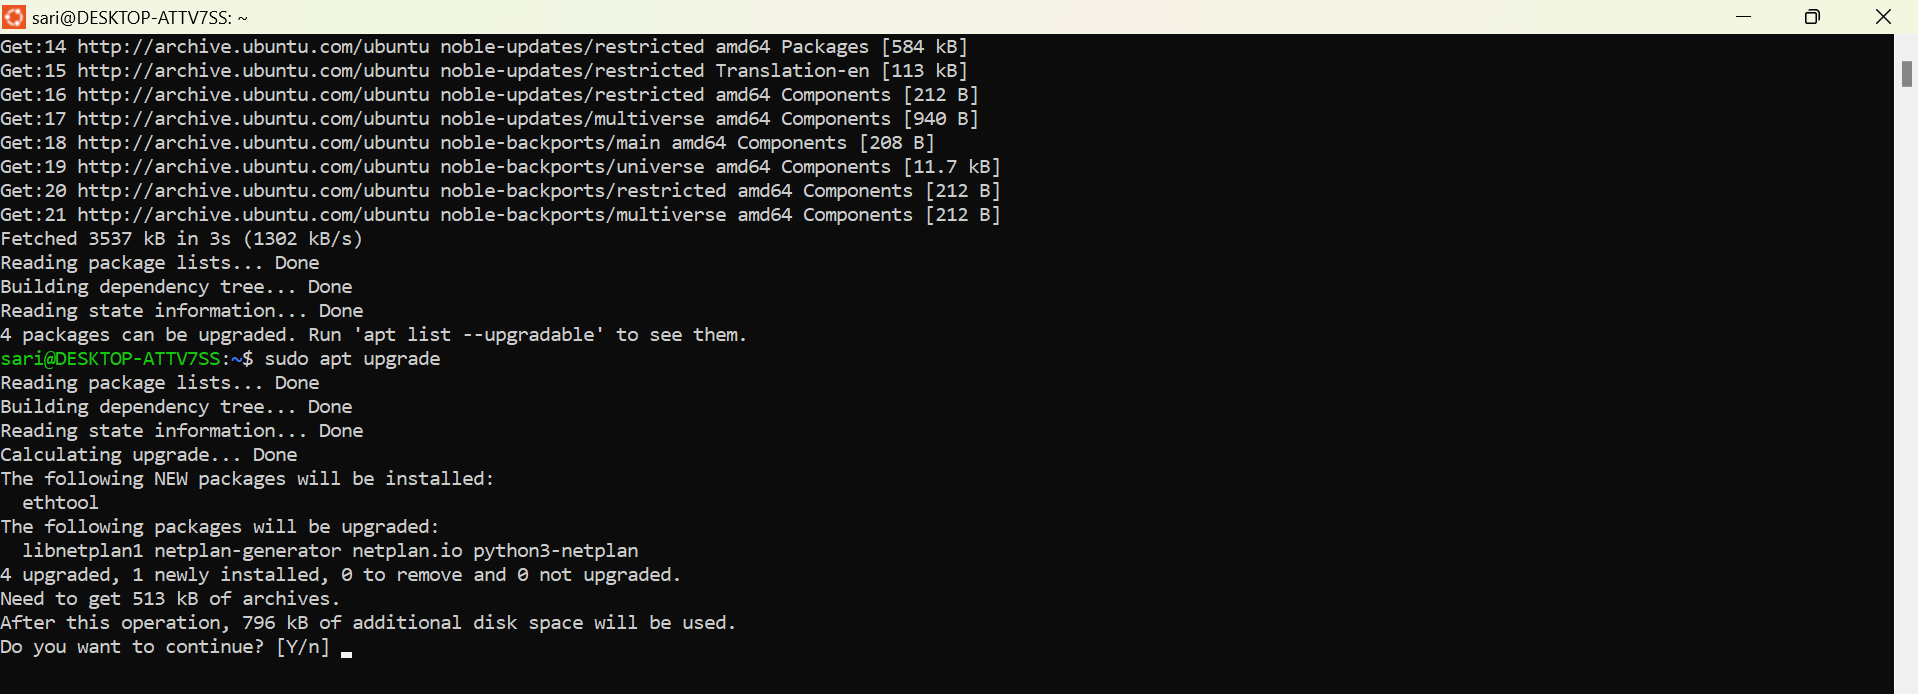 sari@DESKTOP-ATTV7SS: ~
Get:14 http://archive.ubuntu.com/ubuntu noble-updates/restricted amd64 Packages [584 kB]
Get:15 http://archive.ubuntu.com/ubuntu noble-updates/restricted Translation-en [113 kB]
Get:16 http://archive.ubuntu.com/ubuntu noble-updates/restricted amd64 Components [212 B]
Get:17 http://archive.ubuntu.com/ubuntu noble-updates/multiverse amd64 Components [940 B]
Get:18 http://archive.ubuntu.com/ubuntu noble-backports/main amd64 Components [208 B]
Get:19 http://archive.ubuntu.com/ubuntu noble-backports/universe amd64 Components [11.7 kB]
Get:20 http://archive.ubuntu.com/ubuntu noble-backports/restricted amd64 Components [212 B]
Get:21 http://archive.ubuntu.com/ubuntu noble-backports/multiverse amd64 Components [212 B]
Fetched 3537 kB in 3s (1302 kB/s)
Reading package lists... Done
Building dependency tree... Done
Reading state information... Done
4 packages can be upgraded. Run 'apt list --upgradable' to see them.
sari@DESKTOP-ATTV7SS:~$ sudo apt upgrade
Reading package lists... Done
Building dependency tree... Done
Reading state information... Done
Calculating upgrade... Done
The following NEW packages will be installed:
  ethtool
The following packages will be upgraded:
  libnetplan1 netplan-generator netplan.io python3-netplan
4 upgraded, 1 newly installed, 0 to remove and 0 not upgraded.
Need to get 513 kB of archives.
After this operation, 796 kB of additional disk space will be used.
Do you want to continue? [Y/n]